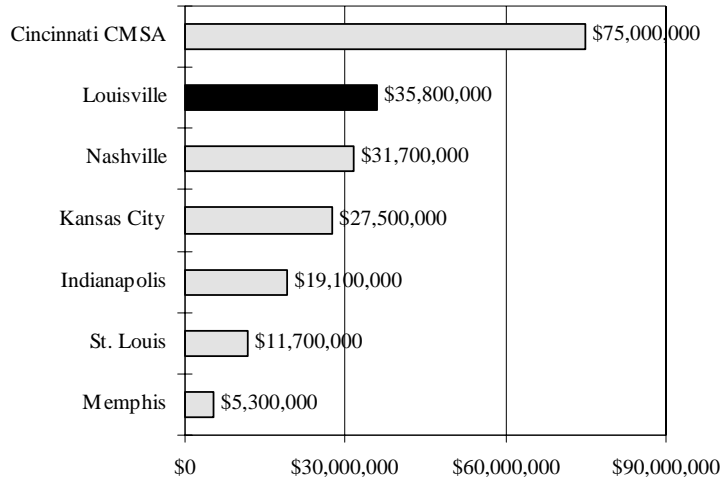 Cincinnati CMSA $75,000,000
Louisville $35,800,000
Nashville $31,700,000
Kansas City $27,500,000
Indianapolis $19,100,000
St. Louis $11,700,000
Memphis $5,300,000
$0 $30,000,000 $60,000,000 $90,000,000